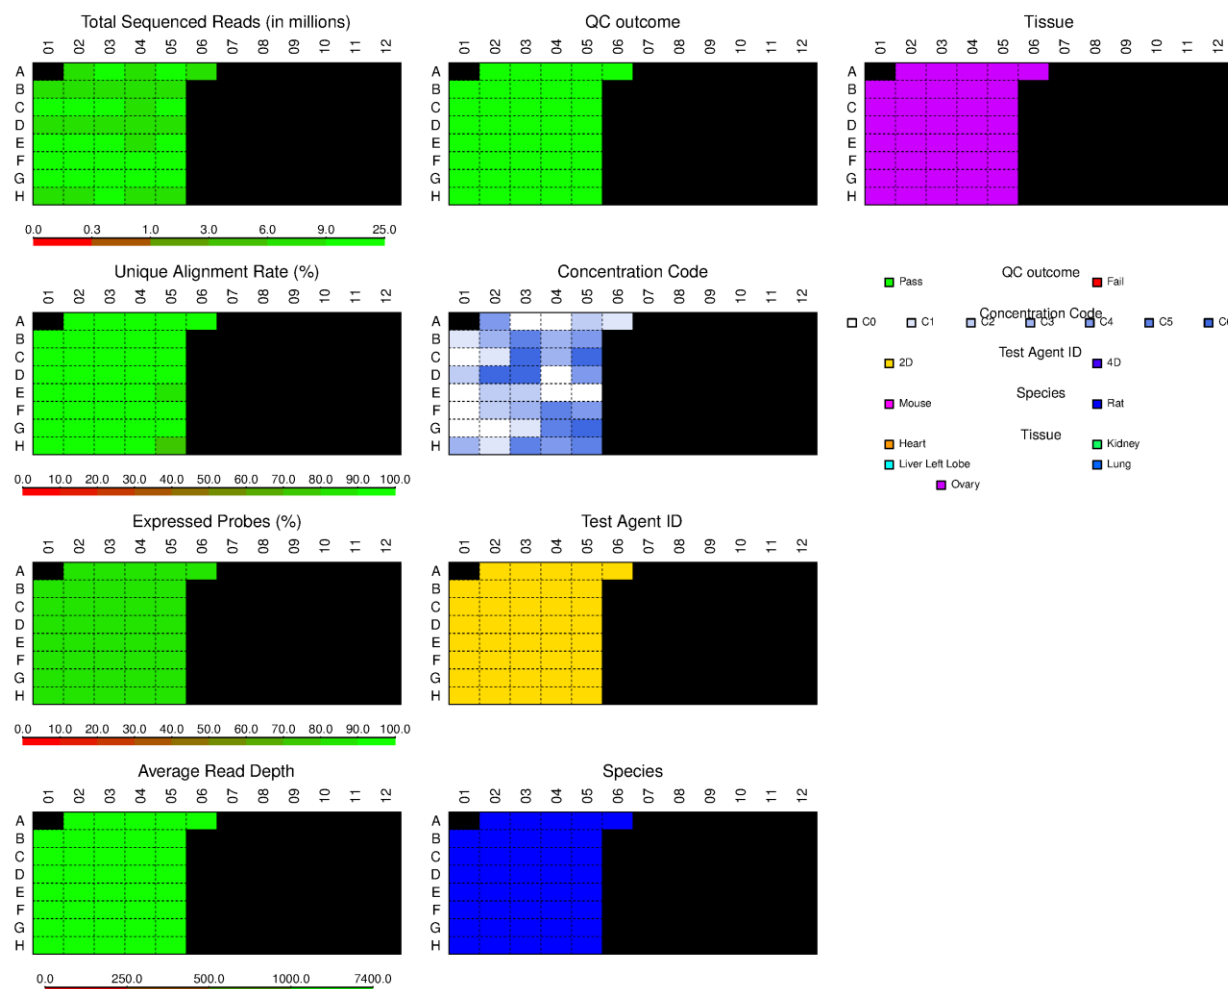 Total Sequenced Reads (in millions)
01 02 03 04 05 06 07 08 09 10 11 12
A
B
C
D
E
F
G
H
0.0 0.3 1.0 3.0 6.0 9.0 25.0
QC outcome
01 02 03 04 05 06 07 08 09 10 11 12
A
B
C
D
E
F
G
H
Tissue
01 02 03 04 05 06 07 08 09 10 11 12
A
B
C
D
E
F
G
H
Unique Alignment Rate (%)
01 02 03 04 05 06 07 08 09 10 11 12
A
B
C
D
E
F
G
H
0.0 10.0 20.0 30.0 40.0 50.0 60.0 70.0 80.0 90.0 100.0
Concentration Code
01 02 03 04 05 06 07 08 09 10 11 12
A
B
C
D
E
F
G
H
QC outcome
Pass Fail
Concentration Code
C0 C1 C2 C3 C4 C5 C6
Test Agent ID
2D 4D
Species
Mouse Rat
Tissue
Heart Kidney
Liver Left Lobe Lung
Ovary
Expressed Probes (%)
01 02 03 04 05 06 07 08 09 10 11 12
A
B
C
D
E
F
G
H
0.0 10.0 20.0 30.0 40.0 50.0 60.0 70.0 80.0 90.0 100.0
Test Agent ID
01 02 03 04 05 06 07 08 09 10 11 12
A
B
C
D
E
F
G
H
Average Read Depth
01 02 03 04 05 06 07 08 09 10 11 12
A
B
C
D
E
F
G
H
0.0 250.0 500.0 1000.0 7400.0
Species
01 02 03 04 05 06 07 08 09 10 11 12
A
B
C
D
E
F
G
H